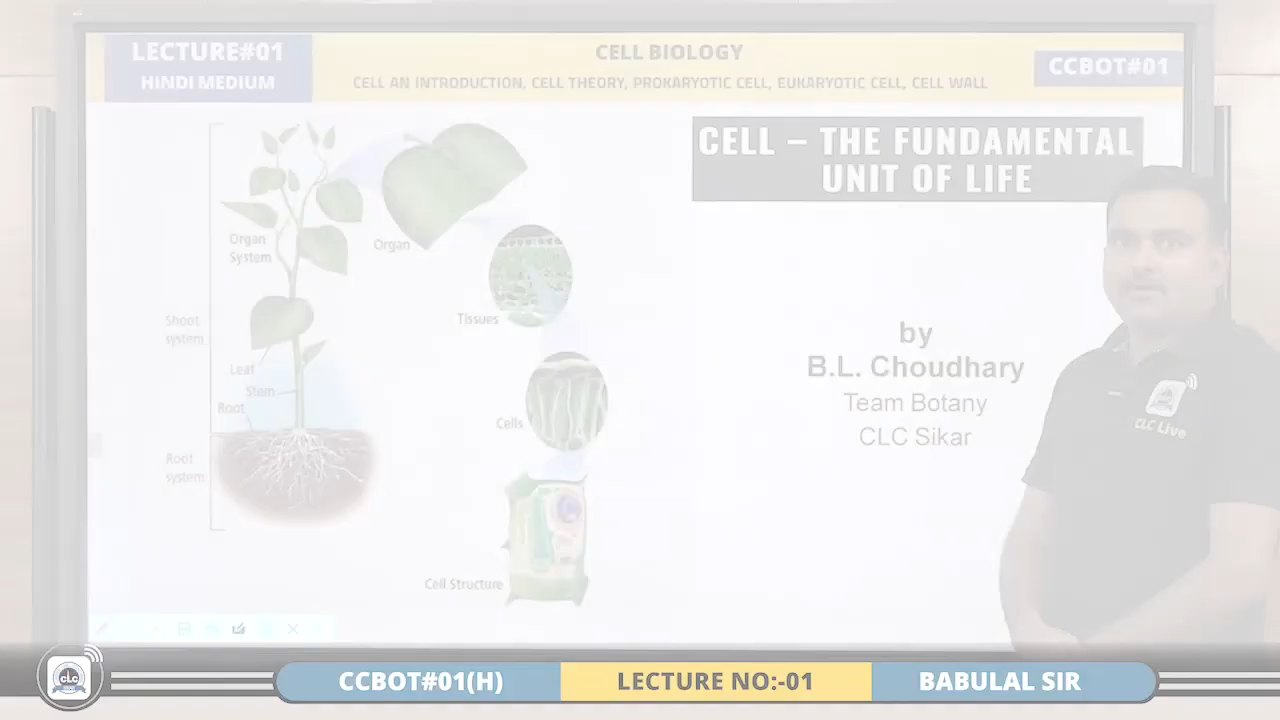 LECTURE#01
HINDI MEDIUM
CELL BIOLOGY
CELL AN INTRODUCTION, CELL THEORY, PROKARYOTIC CELL, EUKARYOTIC CELL, CELL WALL
CCBOT#01
CELL – THE FUNDAMENTAL
UNIT OF LIFE
Organ
System
Organ
Tissues
Shoot
system
Leaf
Stem
Root
Cells
Root
system
Cell Structure
by
B.L. Choudhary
Team Botany
CLC Sikar
CLC Live
CLC
CCBOT#01(H)
LECTURE NO:-01
BABULAL SIR